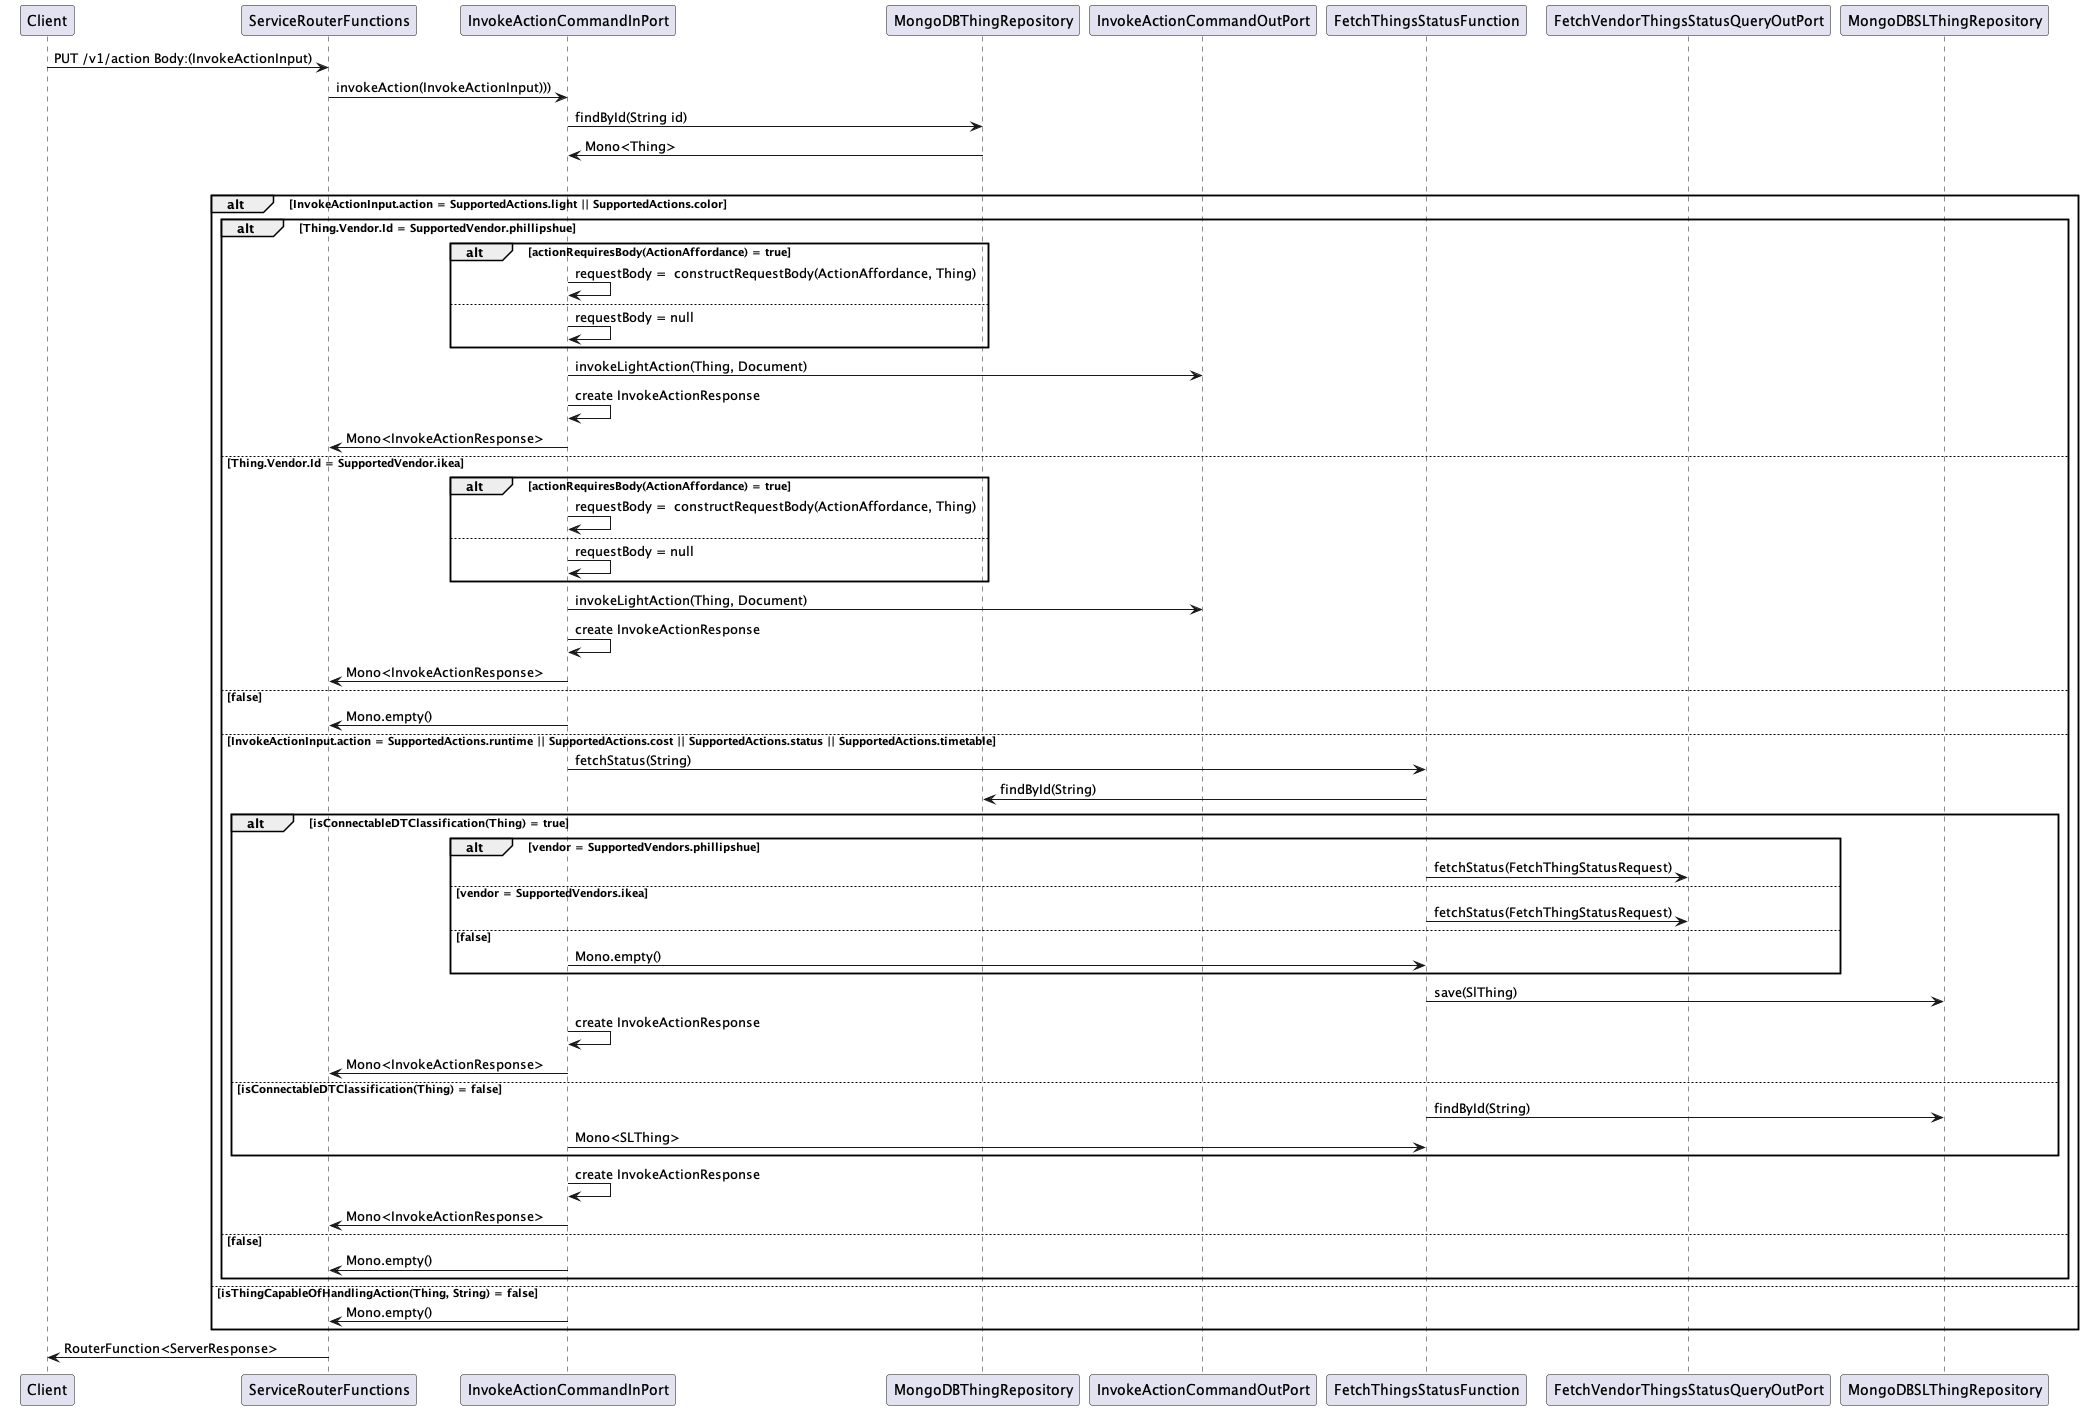 Client ServiceRouterFunctions InvokeActionCommandInPort MongoDBThingRepository InvokeActionCommandOutPort FetchThingsStatusFunction FetchVendorThingsStatusQueryOutPort MongoDBSLThingRepository
PUT /v1/action Body:(InvokeActionInput)
invokeAction(InvokeActionInput)))
findById(String id)
Mono<Thing>
alt [InvokeActionInput.action = SupportedActions.light || SupportedActions.color]
alt [Thing.Vendor.Id = SupportedVendor.phillipshue]
alt [actionRequiresBody(ActionAffordance) = true]
requestBody = constructRequestBody(ActionAffordance, Thing)
requestBody = null
invokeLightAction(Thing, Document)
create InvokeActionResponse
Mono<InvokeActionResponse>
[Thing.Vendor.Id = SupportedVendor.ikea]
alt [actionRequiresBody(ActionAffordance) = true]
requestBody = constructRequestBody(ActionAffordance, Thing)
requestBody = null
invokeLightAction(Thing, Document)
create InvokeActionResponse
Mono<InvokeActionResponse>
[false]
Mono.empty()
[InvokeActionInput.action = SupportedActions.runtime || SupportedActions.cost || SupportedActions.status || SupportedActions.timetable]
fetchStatus(String)
findById(String)
alt [isConnectableDTClassification(Thing) = true]
alt [vendor = SupportedVendors.phillipshue]
fetchStatus(FetchThingStatusRequest)
[vendor = SupportedVendors.ikea]
fetchStatus(FetchThingStatusRequest)
[false]
Mono.empty()
save(SlThing)
create InvokeActionResponse
Mono<InvokeActionResponse>
[isConnectableDTClassification(Thing) = false]
findById(String)
Mono<SLThing>
create InvokeActionResponse
Mono<InvokeActionResponse>
[false]
Mono.empty()
[isThingCapableOfHandlingAction(Thing, String) = false]
Mono.empty()
RouterFunction<ServerResponse>
Client ServiceRouterFunctions InvokeActionCommandInPort MongoDBThingRepository InvokeActionCommandOutPort FetchThingsStatusFunction FetchVendorThingsStatusQueryOutPort MongoDBSLThingRepository